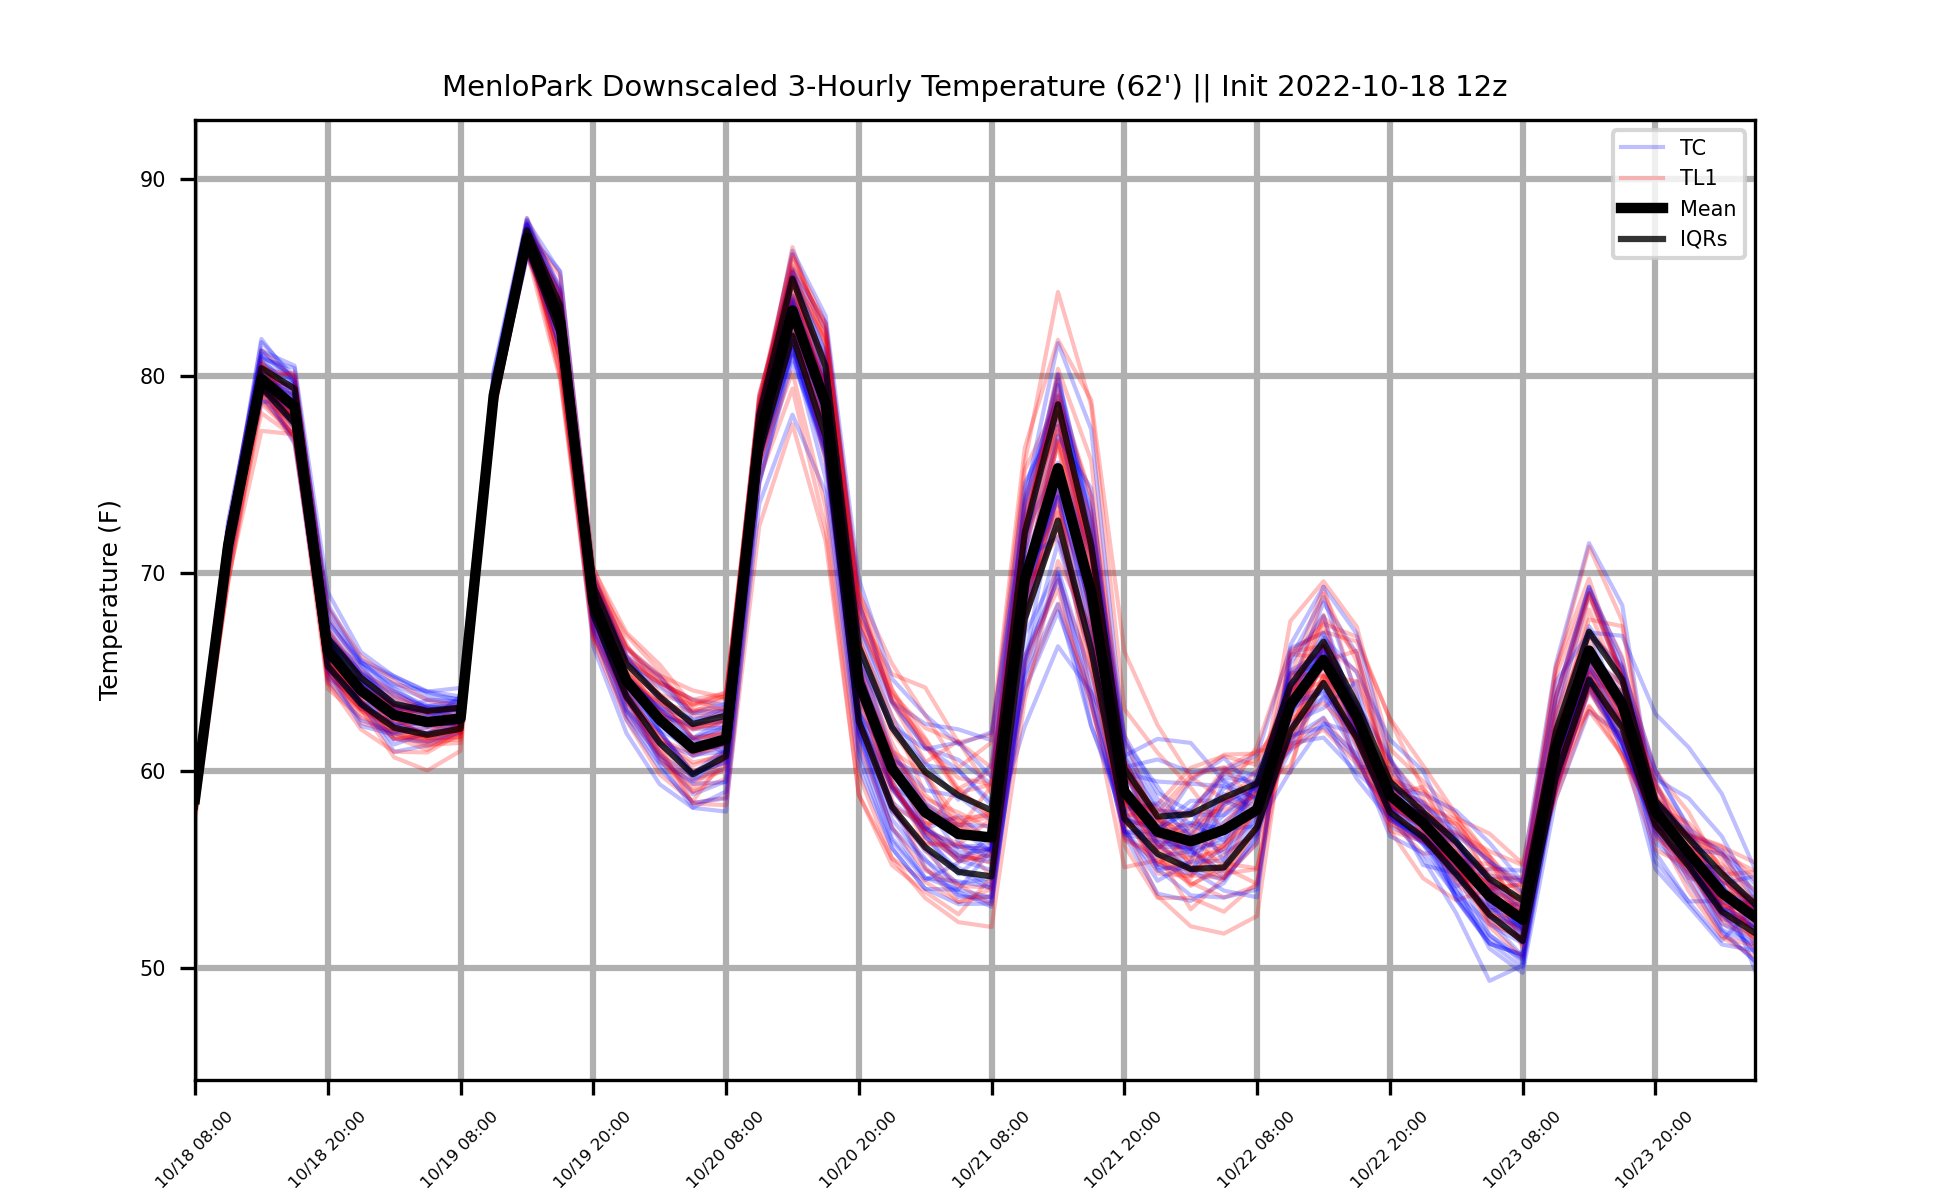 MenloPark Downscaled 3-Hourly Temperature (62') || Init 2022-10-18 12z
TC
TL1
Mean
IQRs
Temperature (F)
90
80
70
60
50
10/18 08:00
10/18 20:00
10/19 08:00
10/19 20:00
10/20 08:00
10/20 20:00
10/21 08:00
10/21 20:00
10/22 08:00
10/22 20:00
10/23 08:00
10/23 20:00